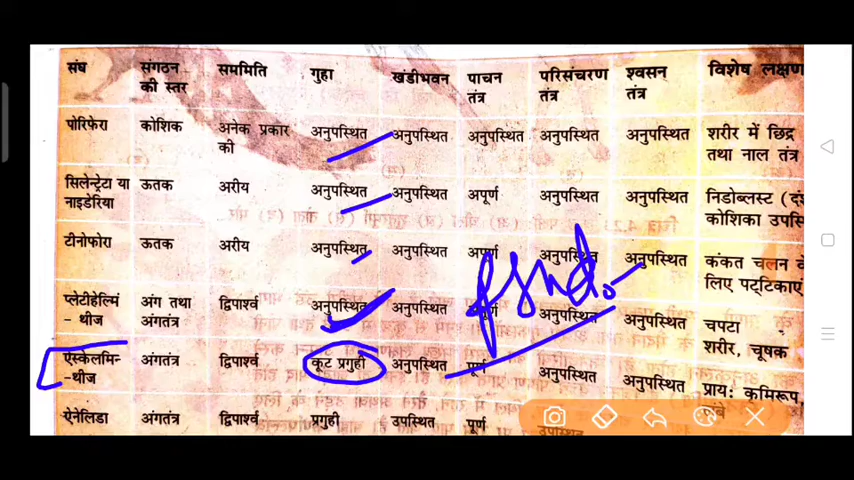 संघ संगठन की स्तर सममिति गुहा खंडीभवन पाचन तंत्र परिसंचरण तंत्र श्वसन तंत्र विशेष लक्षण
पोरिफेरा कोशिक अनेक प्रकार की अनुपस्थित अनुपस्थित अनुपस्थित अनुपस्थित अनुपस्थित शरीर में छिद्र तथा नाल तंत्र
सिलेन्ट्रेटा या नाइडेरिया ऊतक अरीय अनुपस्थित अनुपस्थित अपूर्ण अनुपस्थित अनुपस्थित निडोब्लास्ट (दं कोशिका उपस्थि
टीनोफोरा ऊतक अरीय अनुपस्थित अनुपस्थित अपूर्ण अनुपस्थित अनुपस्थित कंकत चलन के लिए पट्टिकाएं
प्लेटीहेल्मिं - थीज अंग तथा अंगतंत्र द्विपार्श्व अनुपस्थित अनुपस्थित अनुपस्थित अनुपस्थित चपटा शरीर, चूषक
ऐस्केलमिन -थीज अंगतंत्र द्विपार्श्व कूट प्रगुही अनुपस्थित पूर्ण अनुपस्थित अनुपस्थित प्राय: कमिरूप,
ऐनेलिडा अंगतंत्र द्विपार्श्व प्रगुही उपस्थित पूर्ण उपस्थित